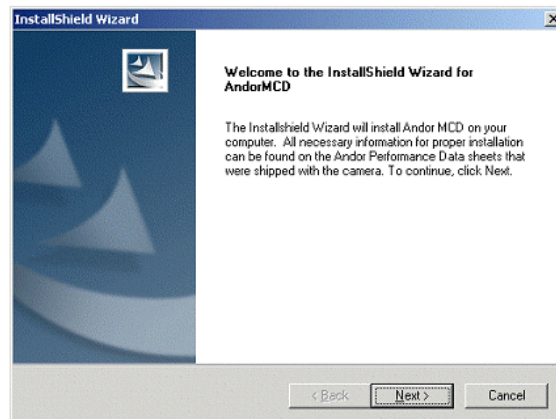 InstallShield Wizard
Welcome to the InstallShield Wizard for
AndorMCD
The Installshield Wizard will install Andor MCD on your
computer. All necessary information for proper installation
can be found on the Andor Performance Data sheets that
were shipped with the camera. To continue, click Next.
< Back
Next >
Cancel